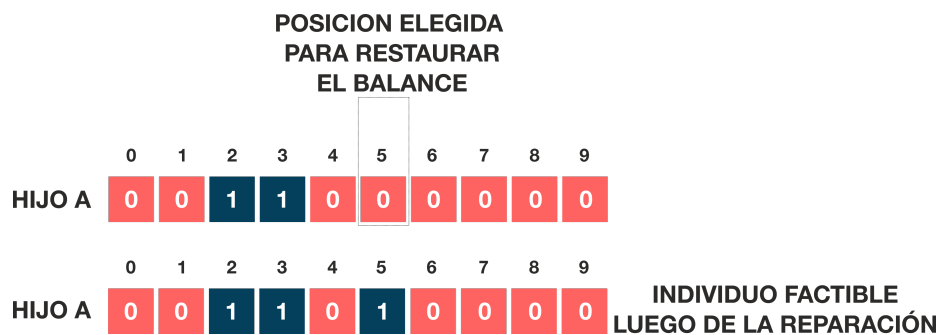 POSICION ELEGIDA
PARA RESTAURAR
EL BALANCE
0 1 2 3 4 5 6 7 8 9
HIJO A 0 0 1 1 0 0 0 0 0 0
0 1 2 3 4 5 6 7 8 9
HIJO A 0 0 1 1 0 1 0 0 0 0
INDIVIDUO FACTIBLE
LUEGO DE LA REPARACIÓN